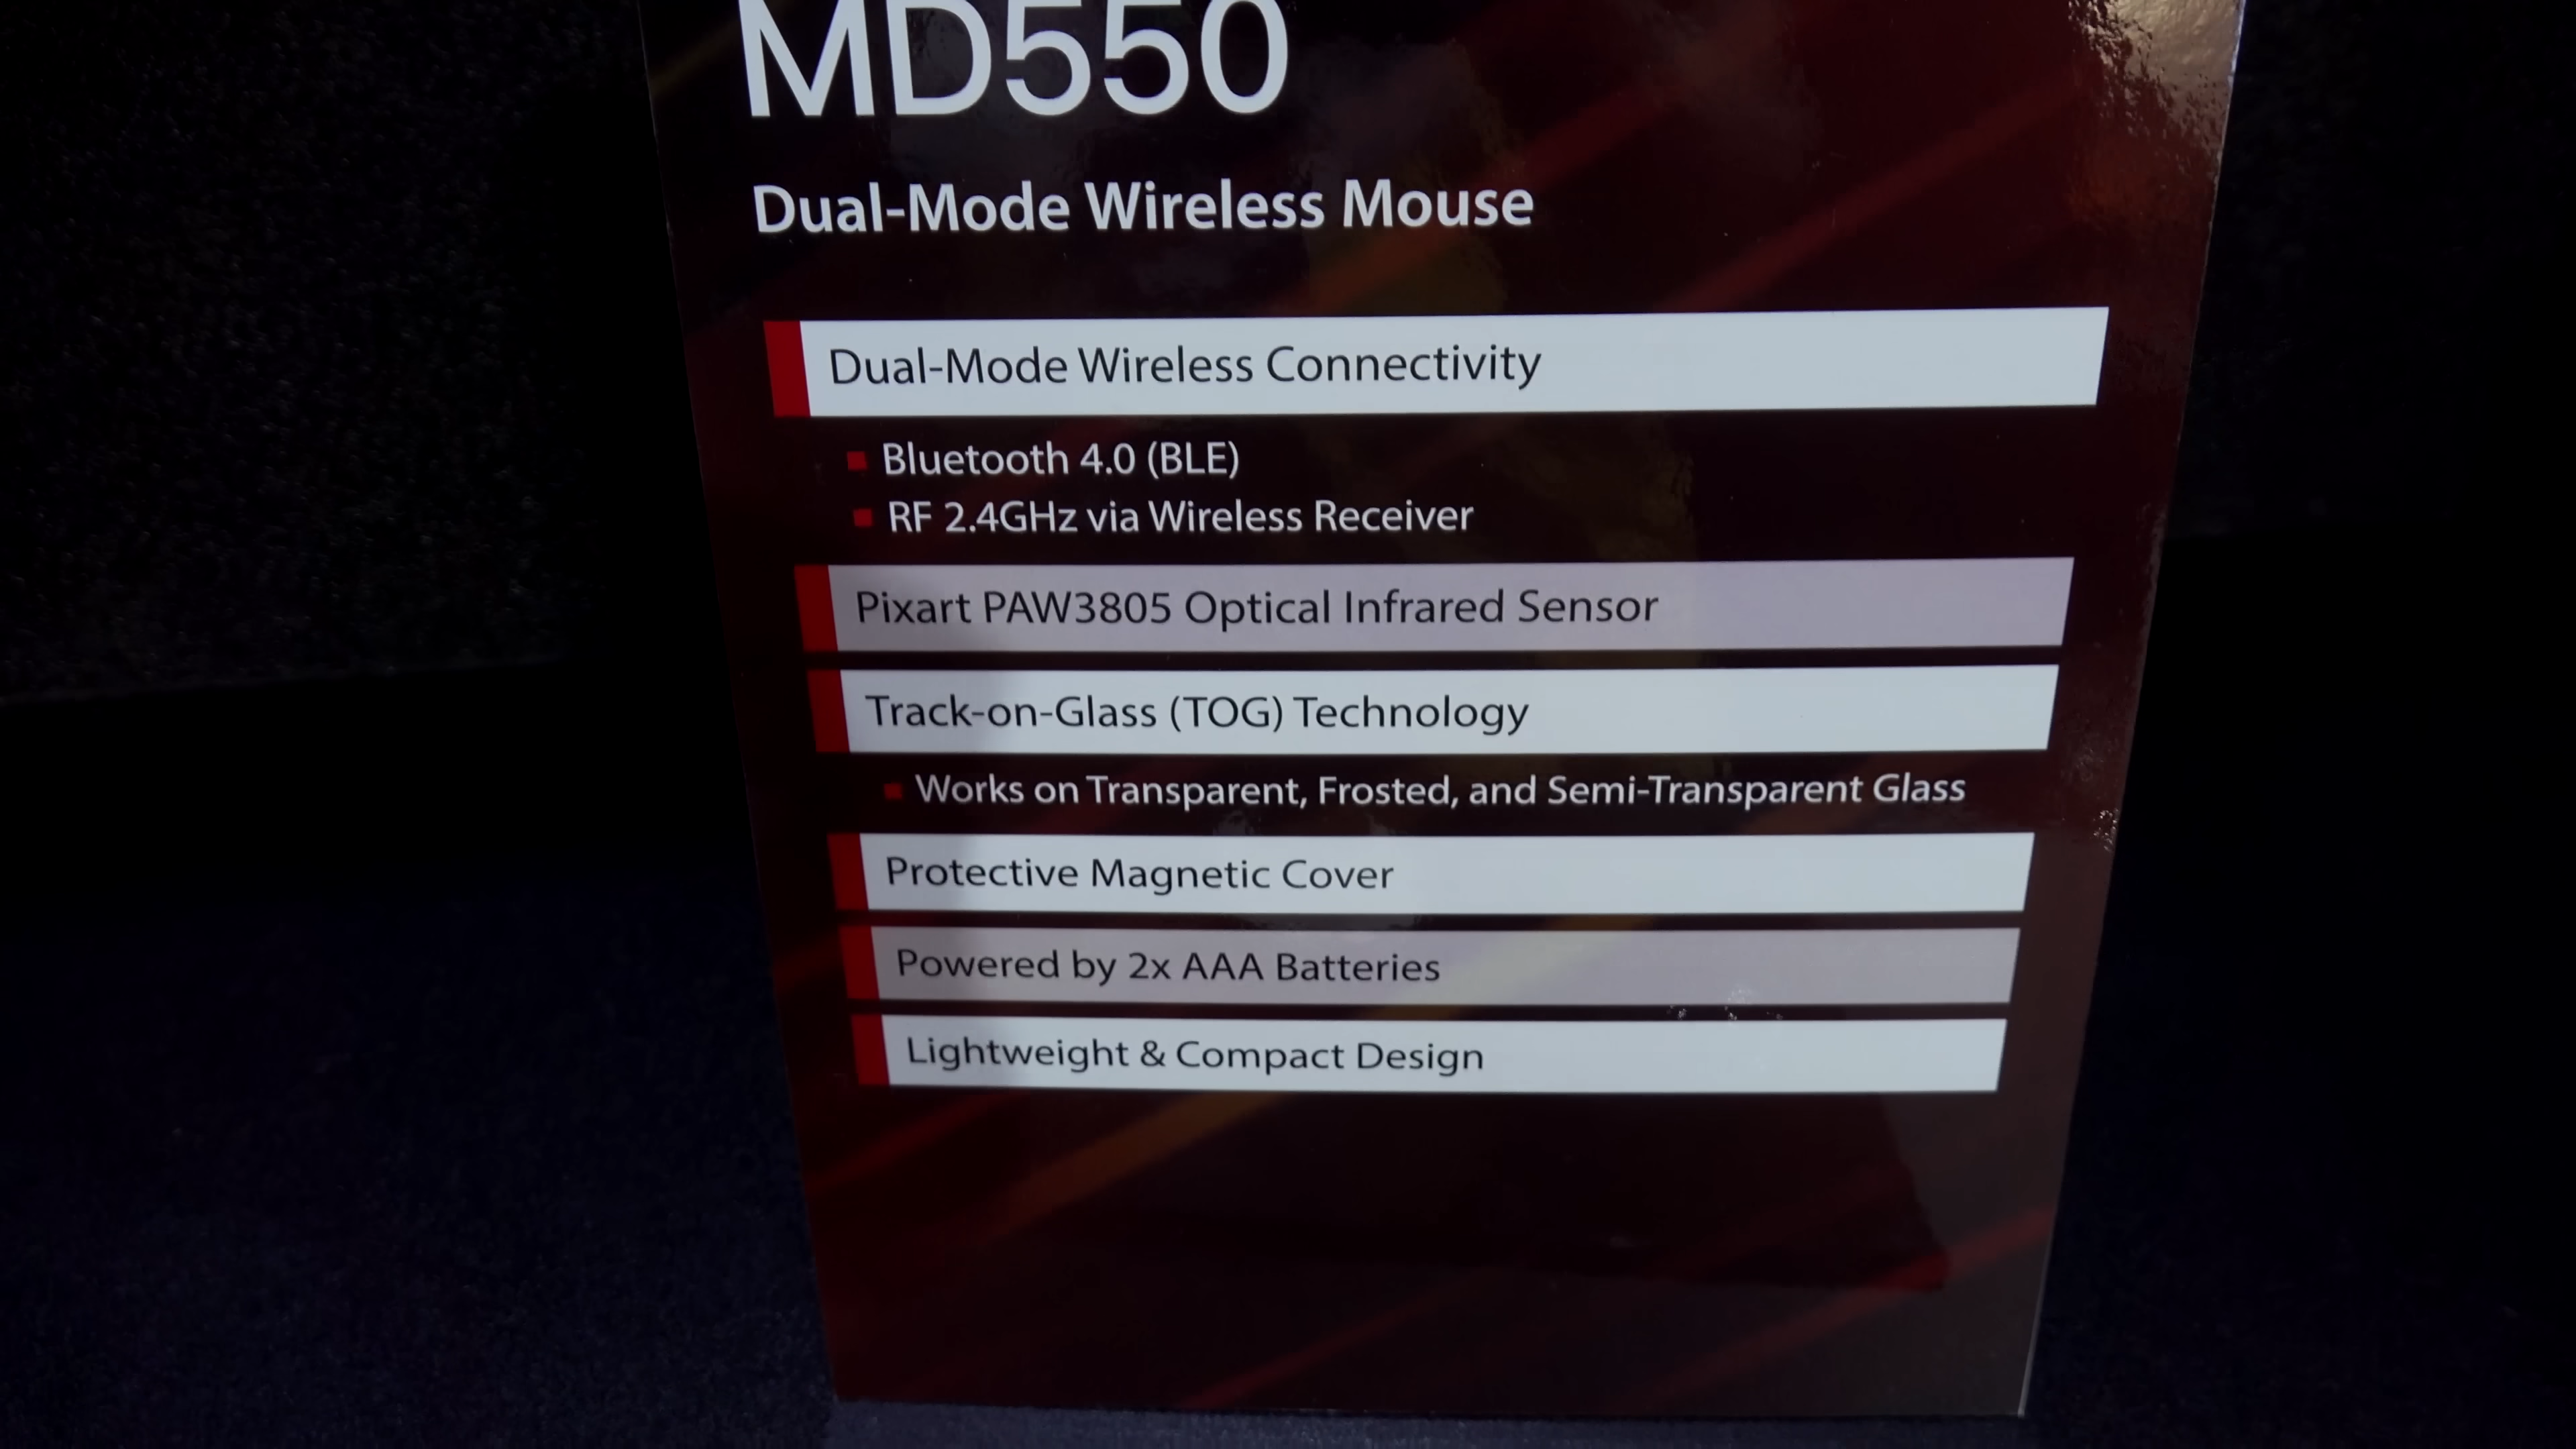 MD550
Dual-Mode Wireless Mouse
Dual-Mode Wireless Connectivity
Bluetooth 4.0 (BLE)
RF 2.4GHz via Wireless Receiver
Pixart PAW3805 Optical Infrared Sensor
Track-on-Glass (TOG) Technology
Works on Transparent, Frosted, and Semi-Transparent Glass
Protective Magnetic Cover
Powered by 2x AAA Batteries
Lightweight & Compact Design